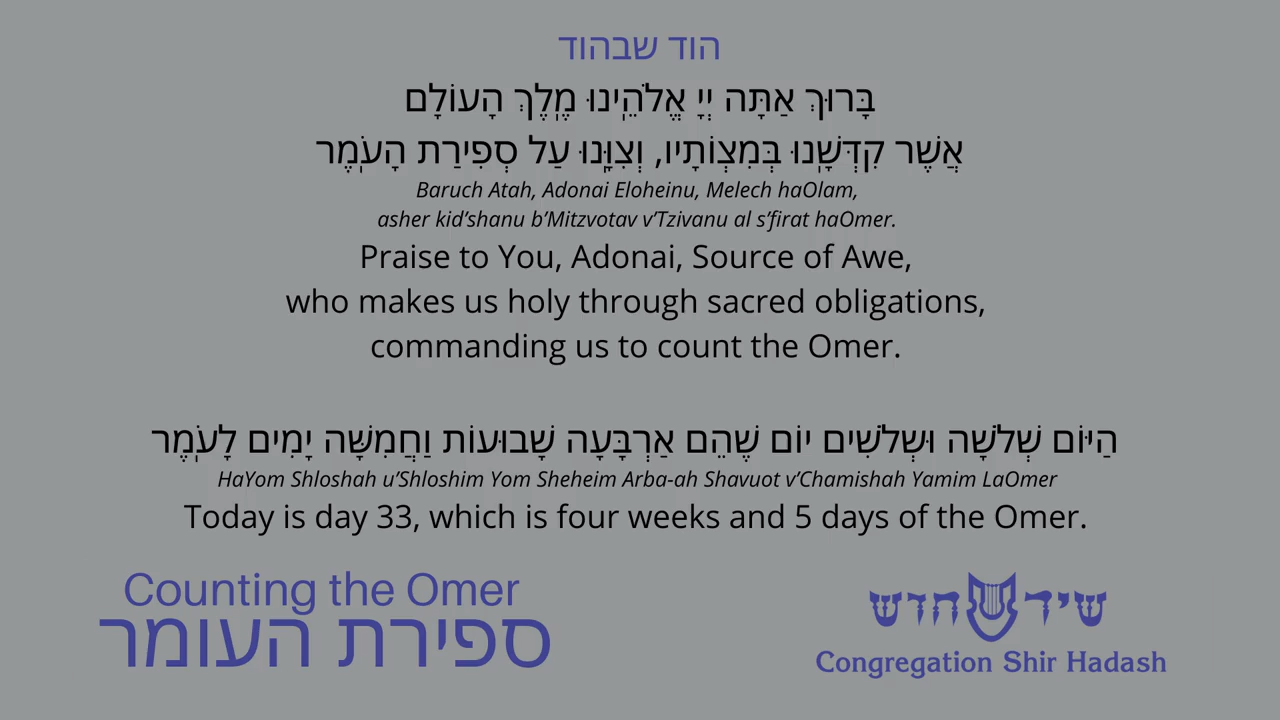 הוד שבהוד
בָּרוּךְ אַתָּה יְיָ אֱלֹהֵֽינוּ מֶֽלֶךְ הָעוֹלָם
אֲשֶׁר קִדְּשָֽׁנוּ בְּמִצְוֹתָיו, וְצִוָּֽנוּ עַל סְפִירַת הָעֹֽמֶר
Baruch Atah, Adonai Eloheinu, Melech haOlam,
asher kid’shanu b’Mitzvotav v’Tzivanu al s’firat haOmer.
Praise to You, Adonai, Source of Awe,
who makes us holy through sacred obligations,
commanding us to count the Omer.
הַיּוֹם שְׁלֹשָׁה וּשְׁלֹשִׁים יוֹם שֶׁהֵם אַרְבָּעָה שָׁבוּעוֹת וַחֲמִשָּׁה יָמִים לָעֹֽמֶר
HaYom Shloshah u’Shloshim Yom Sheheim Arba-ah Shavuot v’Chamishah Yamim LaOmer
Today is day 33, which is four weeks and 5 days of the Omer.
Counting the Omer
ספירת העומר
שיר חדש
Congregation Shir Hadash